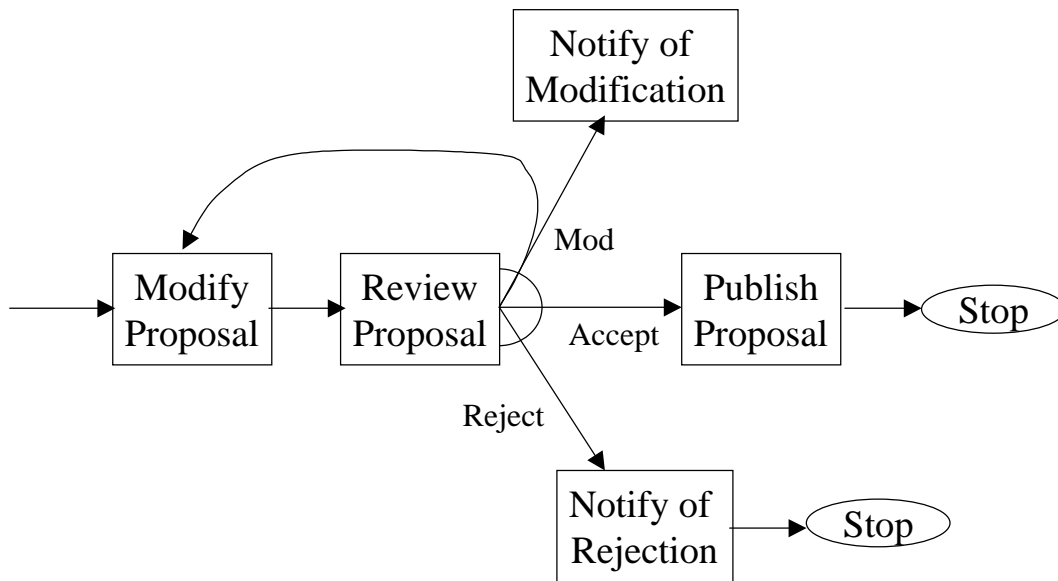 Notify of
Modification
Mod
Modify
Proposal
Review
Proposal
Publish
Proposal
Stop
Accept
Reject
Notify of
Rejection
Stop